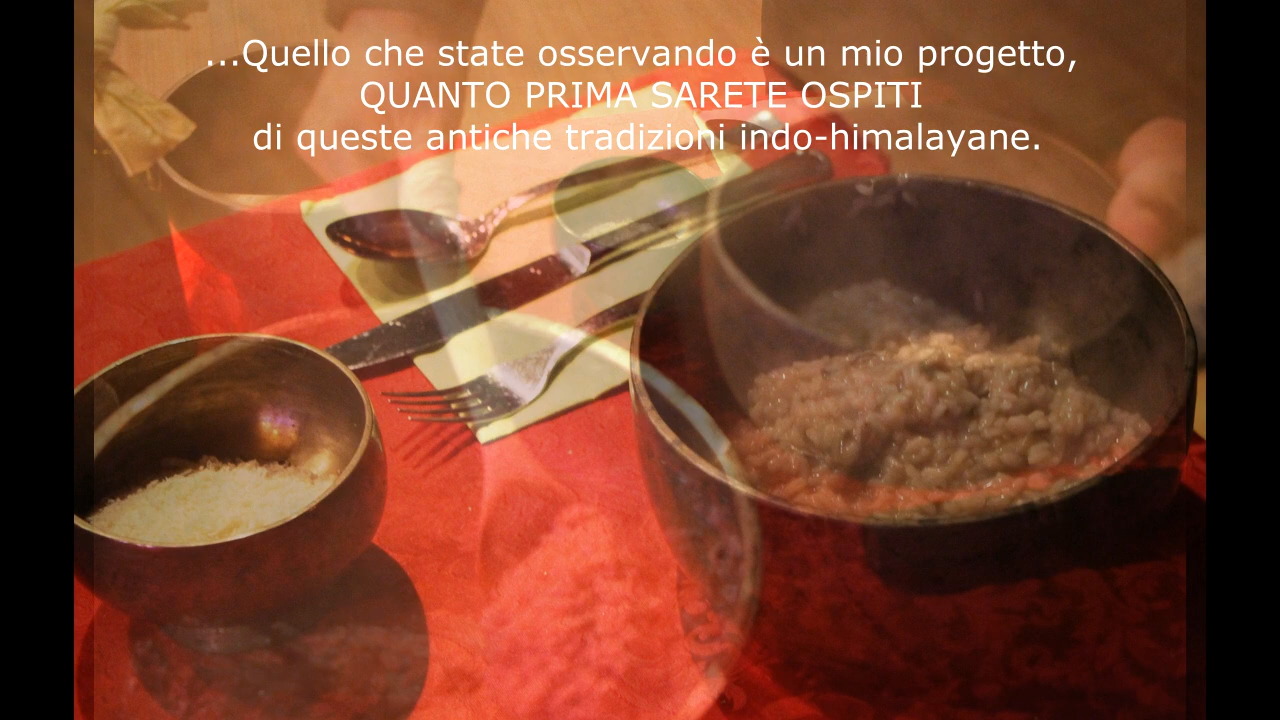 ...Quello che state osservando è un mio progetto,
QUANTO PRIMA SARETE OSPITI
di queste antiche tradizioni indo-himalayane.